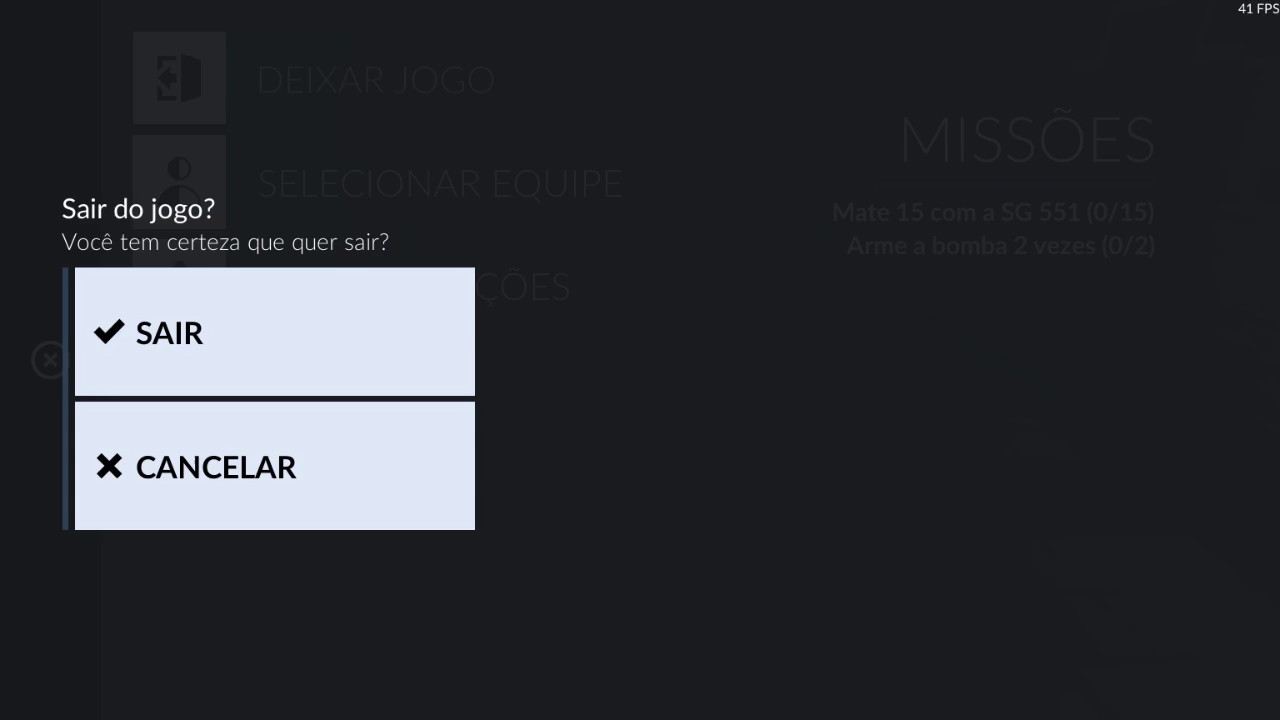 41 FPS
DEIXAR JOGO
MISSÕES
SELECIONAR EQUIPE
Mate 15 com a SG 551 (0/15)
Arme a bomba 2 vezes (0/2)
Sair do jogo?
Você tem certeza que quer sair?
ÇÕES
SAIR
CANCELAR